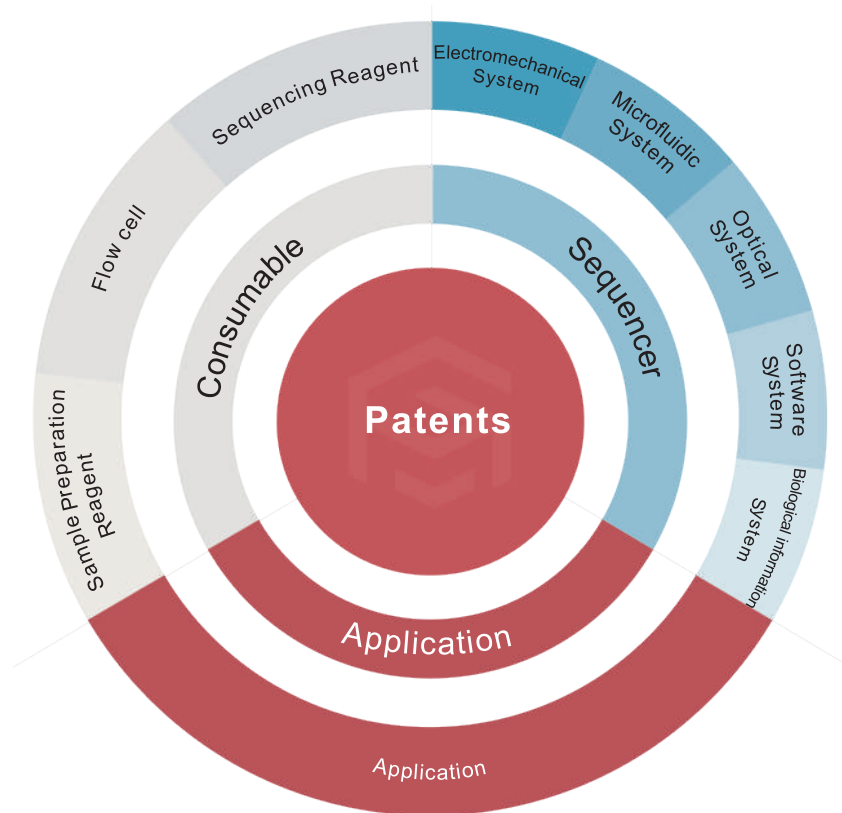 Patents
Consumable
Sequencer
Application
Sequencing Reagent
Flow cell
Sample Preparation
Reagent
Electromechanical
System
Microfluidic
System
Optical
System
Software
System
Biological information
System
Application